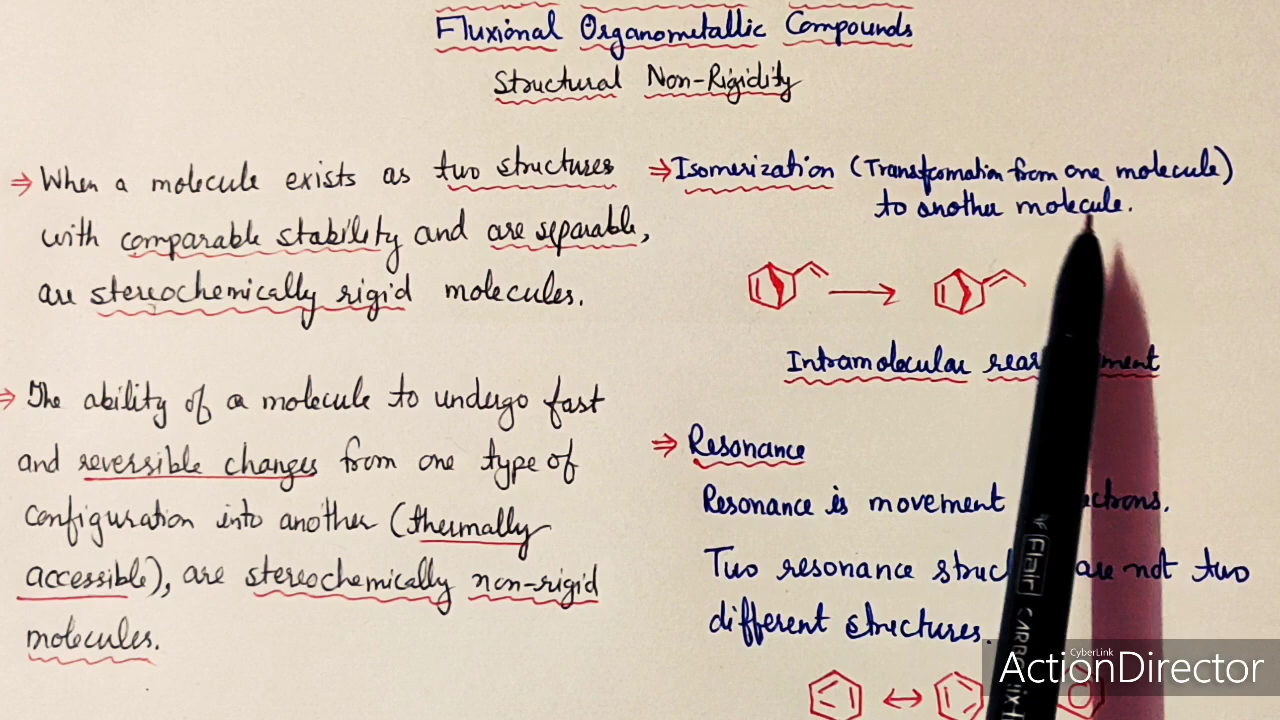 Fluxional Organometallic Compounds
Structural Non-Rigidity
⇒ When a molecule exists as two structures
with comparable stability and are separable,
are stereochemically rigid molecules.
⇒ The ability of a molecule to undergo fast
and reversible changes from one type of
configuration into another (thermally
accessible), are stereochemically non-rigid
molecules.
⇒ Isomerization (Transformation from one molecule)
to another molecule.
Intramolecular
⇒ Resonance
Resonance is movement
Two resonance are not two
different structures.
Flair
CyberLink
ActionDirector